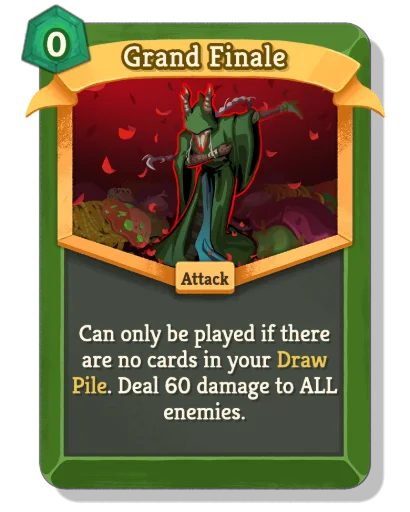 0
Grand Finale
Attack
Can only be played if there
are no cards in your Draw
Pile. Deal 60 damage to ALL
enemies.